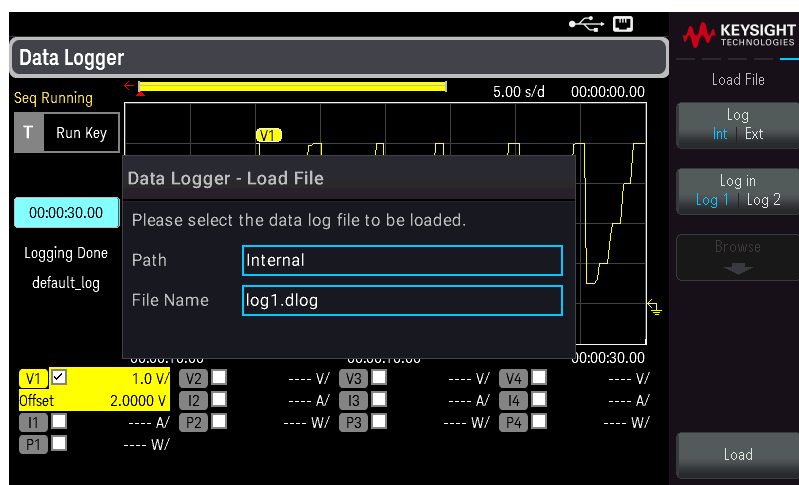 KEYSIGHT
TECHNOLOGIES
Data Logger
Load File
Seq Running
5.00 s/d 00:00:00.00
T Run Key
V1
Log
Int Ext
Data Logger - Load File
Log in
Log 1 Log 2
00:00:30.00
Please select the data log file to be loaded.
Logging Done
default_log
Path Internal
Browse
File Name log1.dlog
00:00:30.00
V1 1.0 V/ V2 ---- V/ V3 ---- V/ V4 ---- V/
Offset 2.0000 V I2 ---- A/ I3 ---- A/ I4 ---- A/
I1 ---- A/ P2 ---- W/ P3 ---- W/ P4 ---- W/
P1 ---- W/
Load